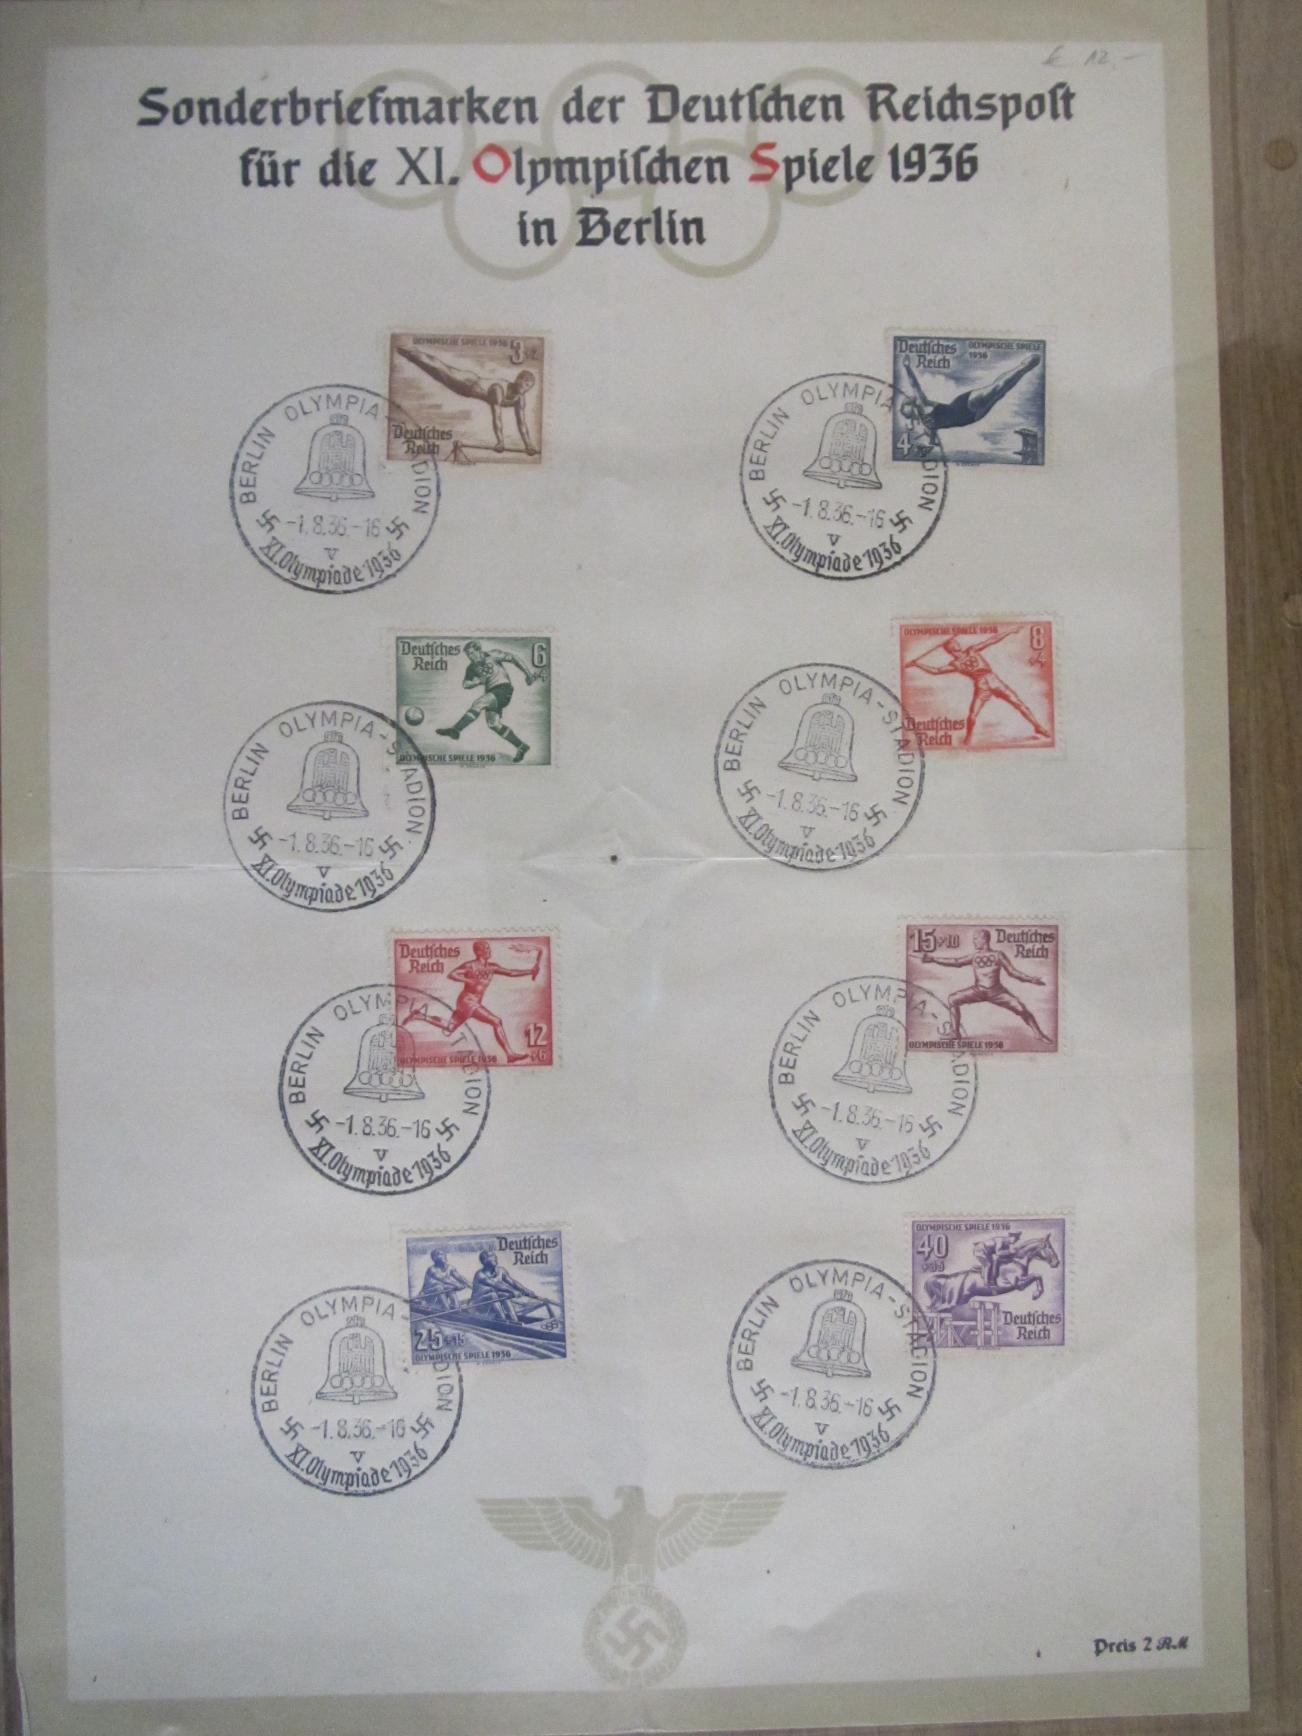 € 12.-
Sonderbriefmarken der Deutſchen Reichspoſt
für die XI. Olympiſchen Spiele 1936
in Berlin
OLYMPISCHE SPIELE 1936 3
Deutſches
Reich
BERLIN OLYMPIA-STADION
-1.8.36.-16
V
XI. Olympiade 1936
Deutſches
Reich
OLYMPISCHE SPIELE
1936
4
BERLIN OLYMPIA-STADION
-1.8.36.-16
V
XI. Olympiade 1936
Deutſches
Reich
6
+4
OLYMPISCHE SPIELE 1936
BERLIN OLYMPIA-STADION
-1.8.36.-16
V
XI. Olympiade 1936
OLYMPISCHE SPIELE 1936
8
+4
Deutſches
Reich
BERLIN OLYMPIA-STADION
-1.8.36.-16
V
XI. Olympiade 1936
Deutſches
Reich
12
+6
OLYMPISCHE SPIELE 1936
BERLIN OLYMPIA-STADION
-1.8.36.-16
V
XI. Olympiade 1936
15+10
Deutſches
Reich
OLYMPISCHE SPIELE 1936
BERLIN OLYMPIA-STADION
-1.8.36.-16
V
XI. Olympiade 1936
Deutſches
Reich
25+15
OLYMPISCHE SPIELE 1936
BERLIN OLYMPIA-STADION
-1.8.36.-16
V
XI. Olympiade 1936
OLYMPISCHE SPIELE 1936
40
Deutſches
Reich
BERLIN OLYMPIA-STADION
-1.8.36.-16
V
XI. Olympiade 1936
Preis 2 RM